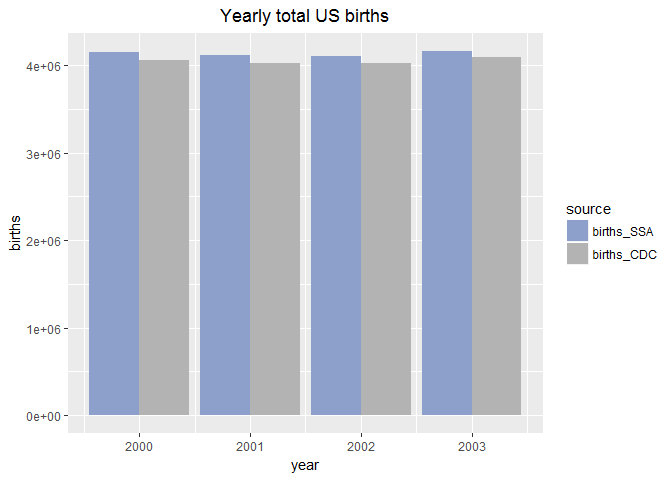 Yearly total US births
births
4e+06
3e+06
2e+06
1e+06
0e+00
2000 2001 2002 2003
year
source
births_SSA
births_CDC